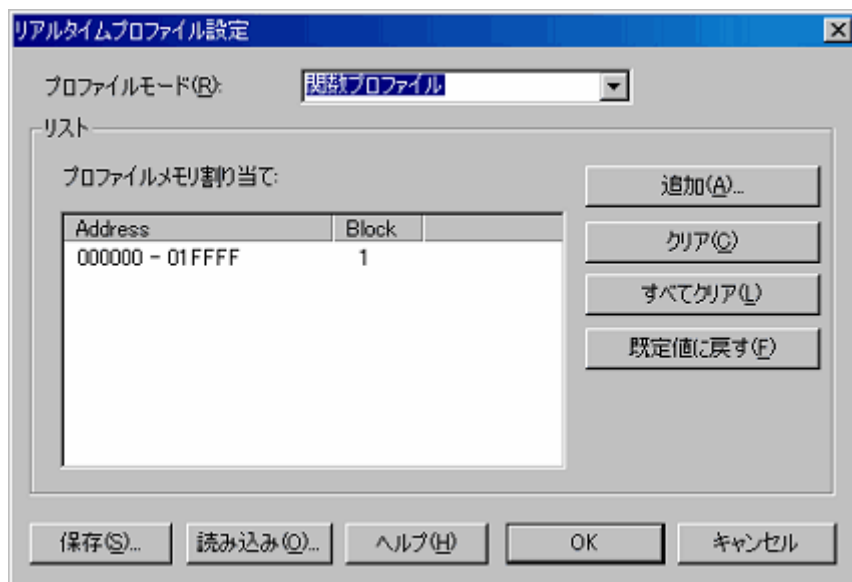 リアルタイムプロファイル設定
プロファイルモード(R): 関数プロファイル
リスト
プロファイルメモリ割り当て:
Address Block
000000 - 01FFFF 1
追加(A)...
クリア(C)
すべてクリア(L)
既定値に戻す(F)
保存(S)... 読み込み(O)... ヘルプ(H) OK キャンセル